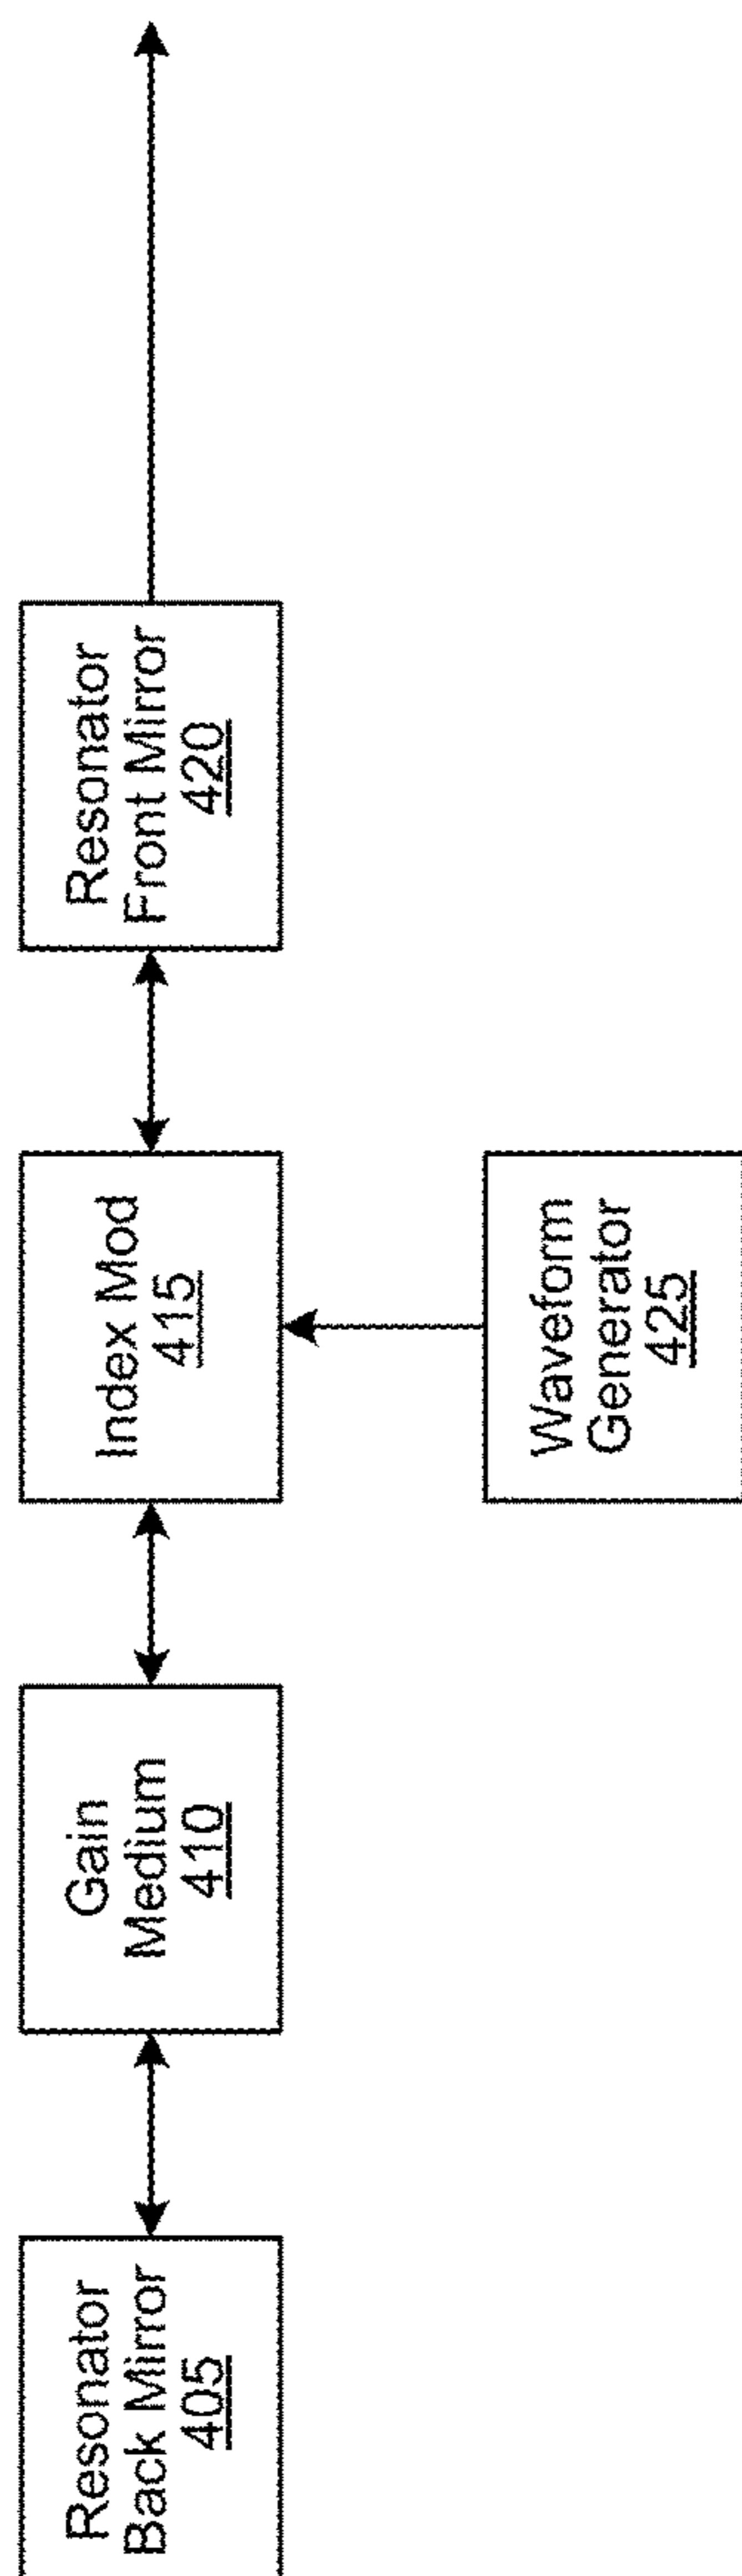 Resonator
Back Mirror
405
Gain
Medium
410
Index Mod
415
Resonator
Front Mirror
420
Waveform
Generator
425